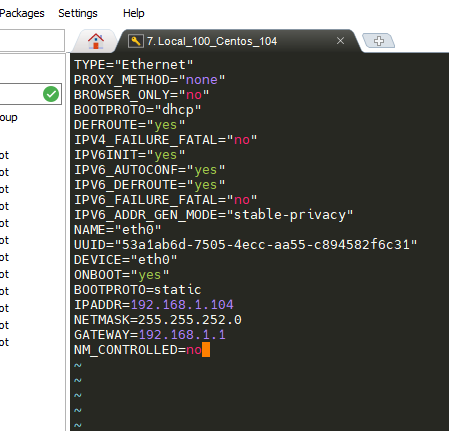 Packages Settings Help
7. Local_100_Centos_104
oup
ot
ot
ot
ot
ot
ot
ot
ot
ot
ot
ot
ot
TYPE="Ethernet"
PROXY_METHOD="none"
BROWSER_ONLY="no"
BOOTPROTO="dhcp"
DEFROUTE="yes"
IPV4_FAILURE_FATAL="no"
IPV6INIT="yes"
IPV6_AUTOCONF="yes"
IPV6_DEFROUTE="yes"
IPV6_FAILURE_FATAL="no"
IPV6_ADDR_GEN_MODE="stable-privacy"
NAME="eth0"
UUID="53a1ab6d-7505-4ecc-aa55-c894582f6c31"
DEVICE="eth0"
ONBOOT="yes"
BOOTPROTO=static
IPADDR=192.168.1.104
NETMASK=255.255.252.0
GATEWAY=192.168.1.1
NM_CONTROLLED=no
~
~
~
~
~